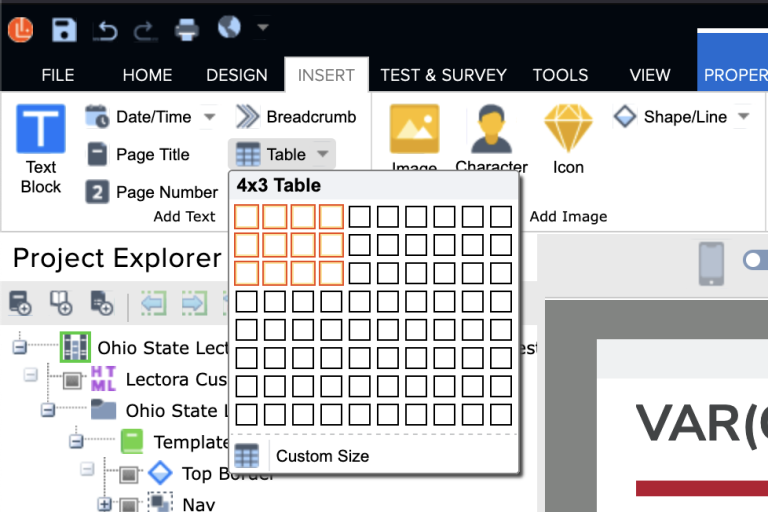 FILE HOME DESIGN INSERT TEST & SURVEY TOOLS VIEW PROPER
Text Block
Date/Time
Page Title
Page Number
Add Text
Breadcrumb
Table
Image
Character
Icon
Add Image
Shape/Line
4x3 Table
Custom Size
Project Explorer
Ohio State Lect
est
HTML
Lectora Cus
Ohio State L
Template
Top Border
Nav
VAR(